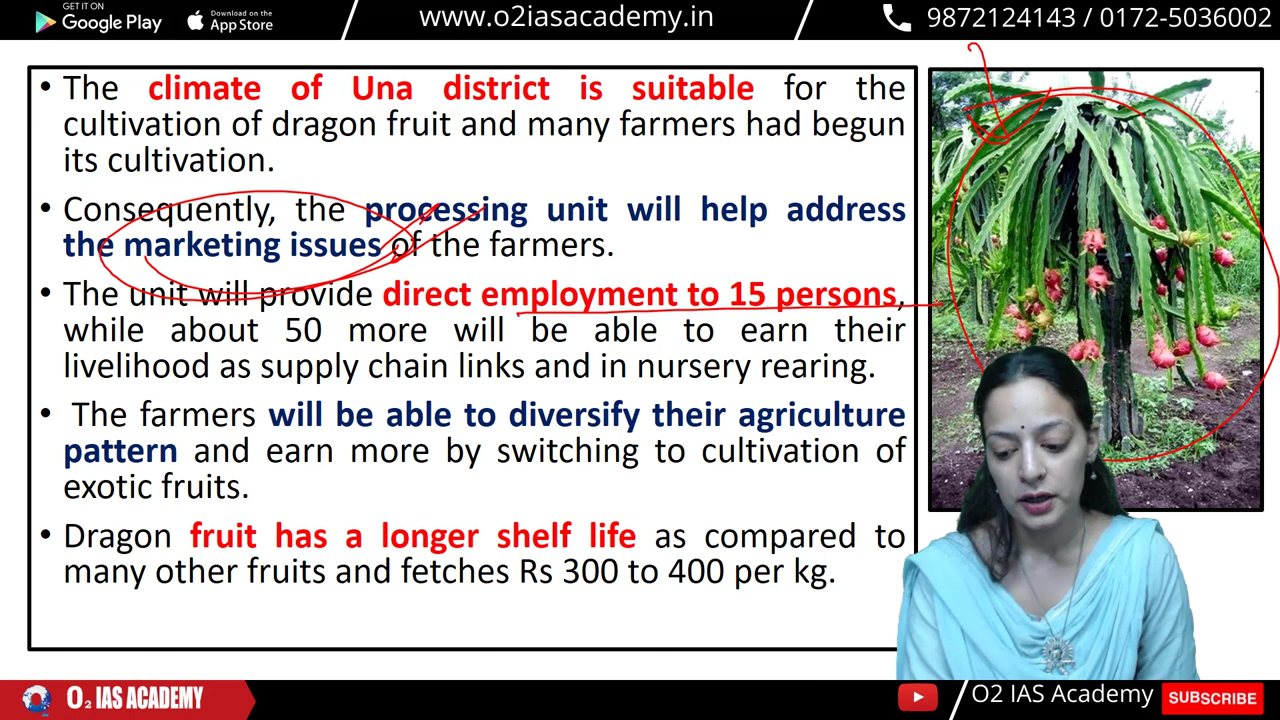 GET IT ON
Google Play
Download on the
App Store
www.o2iasacademy.in
9872124143 / 0172-5036002
• The climate of Una district is suitable for the
cultivation of dragon fruit and many farmers had begun
its cultivation.
• Consequently, the processing unit will help address
the marketing issues of the farmers.
• The unit will provide direct employment to 15 persons,
while about 50 more will be able to earn their
livelihood as supply chain links and in nursery rearing.
• The farmers will be able to diversify their agriculture
pattern and earn more by switching to cultivation of
exotic fruits.
• Dragon fruit has a longer shelf life as compared to
many other fruits and fetches Rs 300 to 400 per kg.
O₂ IAS ACADEMY
O2 IAS Academy
SUBSCRIBE